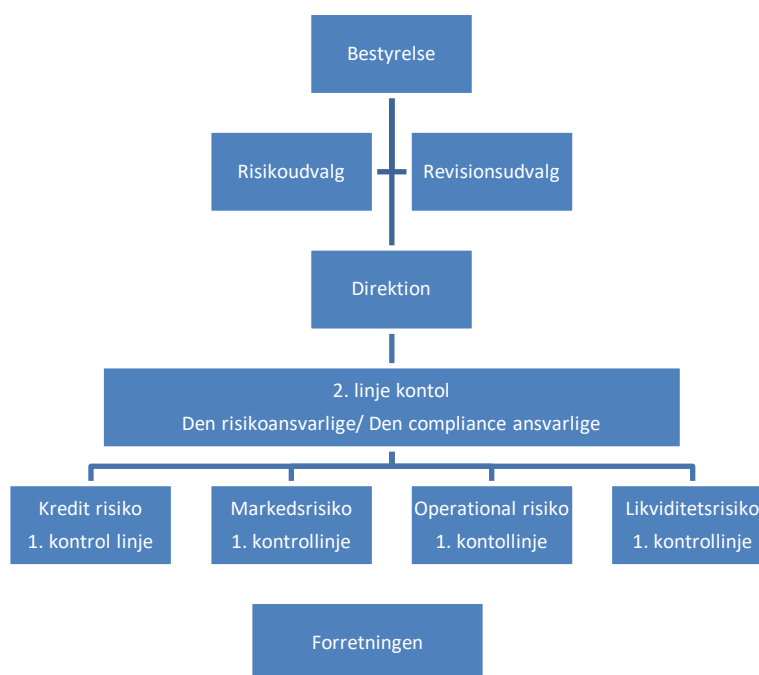 Bestyrelse
Risikoudvalg
Revisionsudvalg
Direktion
2. linje kontol
Den risikoansvarlige/ Den compliance ansvarlige
Kredit risiko
1. kontrol linje
Markedsrisiko
1. kontrollinje
Operational risiko
1. kontollinje
Likviditetsrisiko
1. kontrollinje
Forretningen